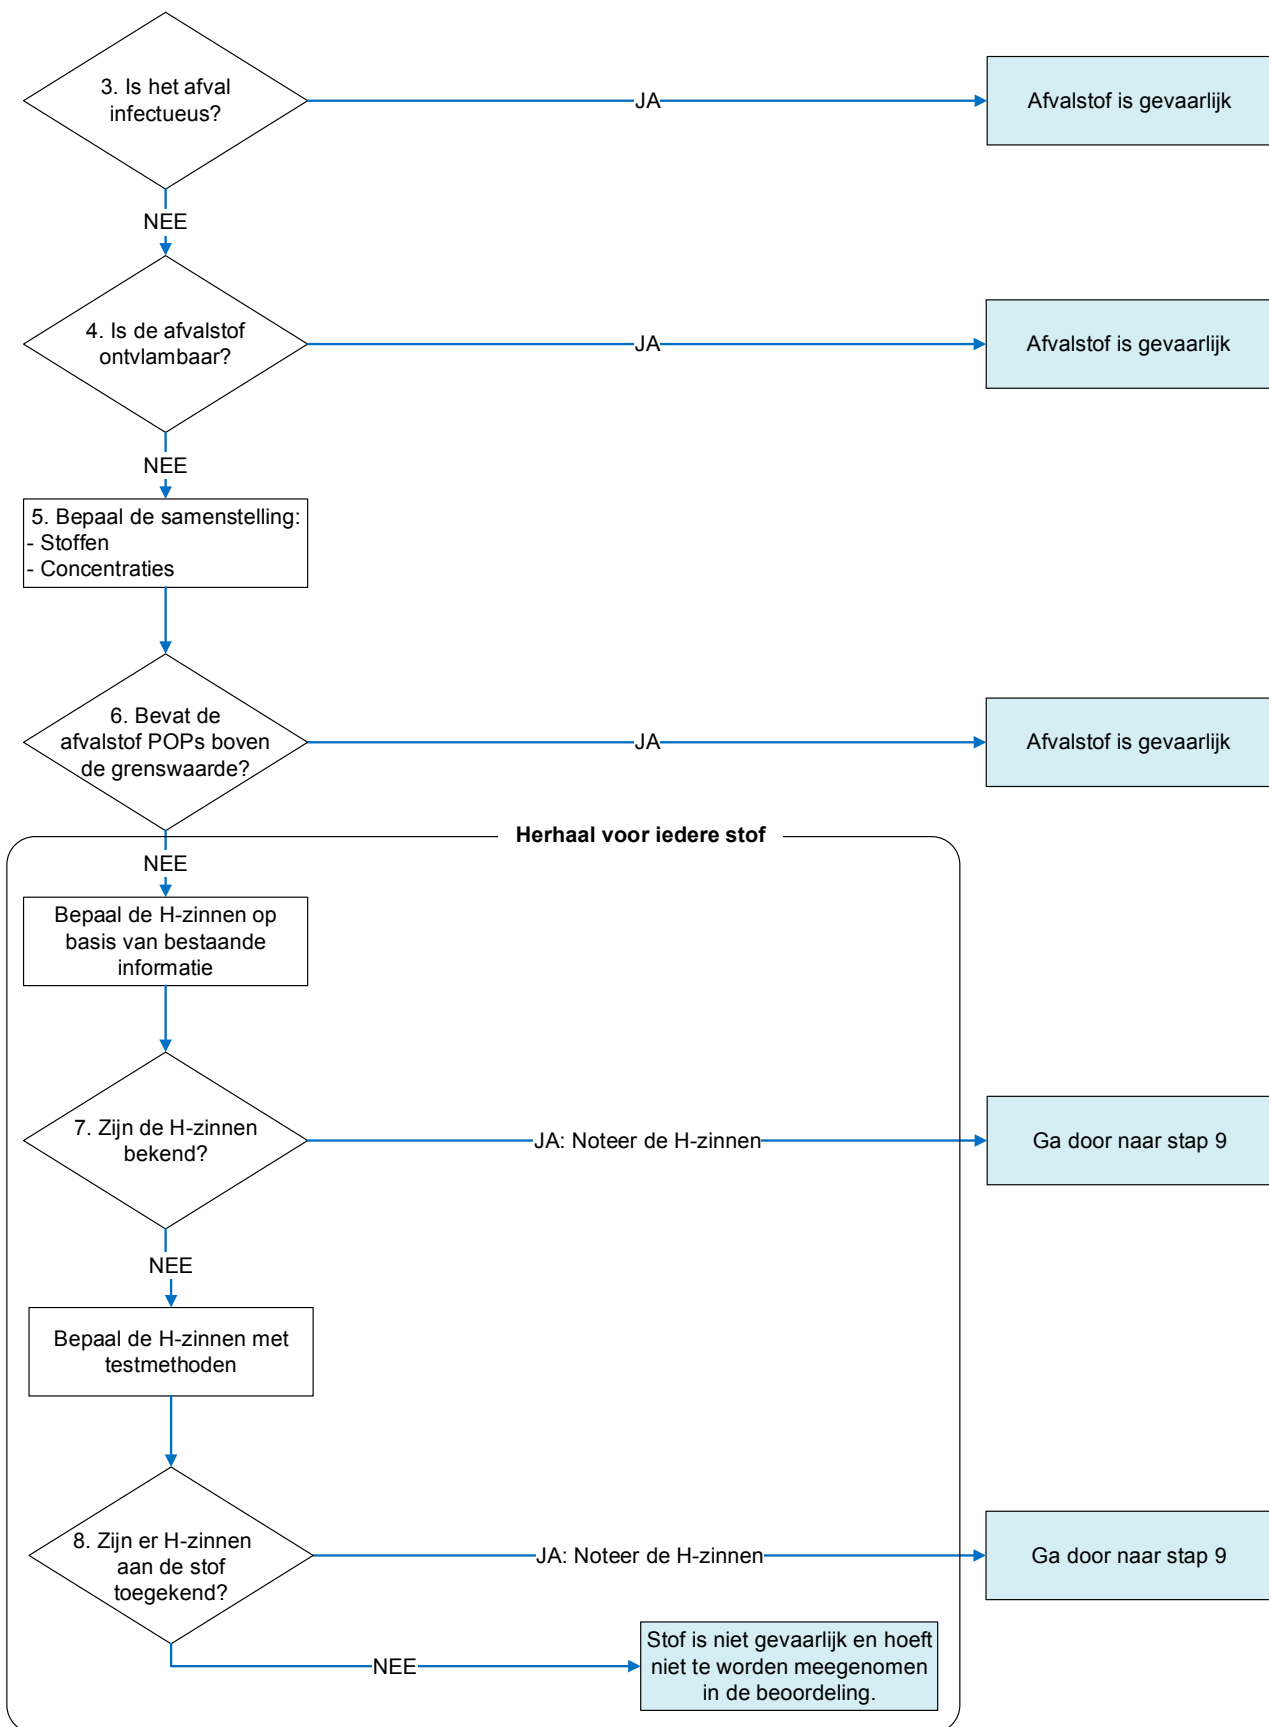 3. Is het afval
infectueus?
JA
Afvalstof is gevaarlijk
NEE
4. Is de afvalstof
ontvlambaar?
JA
Afvalstof is gevaarlijk
NEE
5. Bepaal de samenstelling:
- Stoffen
- Concentraties
6. Bevat de
afvalstof POPs boven
de grenswaarde?
JA
Afvalstof is gevaarlijk
Herhaal voor iedere stof
NEE
Bepaal de H-zinnen op
basis van bestaande
informatie
7. Zijn de H-zinnen
bekend?
JA: Noteer de H-zinnen
Ga door naar stap 9
NEE
Bepaal de H-zinnen met
testmethoden
8. Zijn er H-zinnen
aan de stof
toegekend?
JA: Noteer de H-zinnen
Ga door naar stap 9
NEE
Stof is niet gevaarlijk en hoeft
niet te worden meegenomen
in de beoordeling.